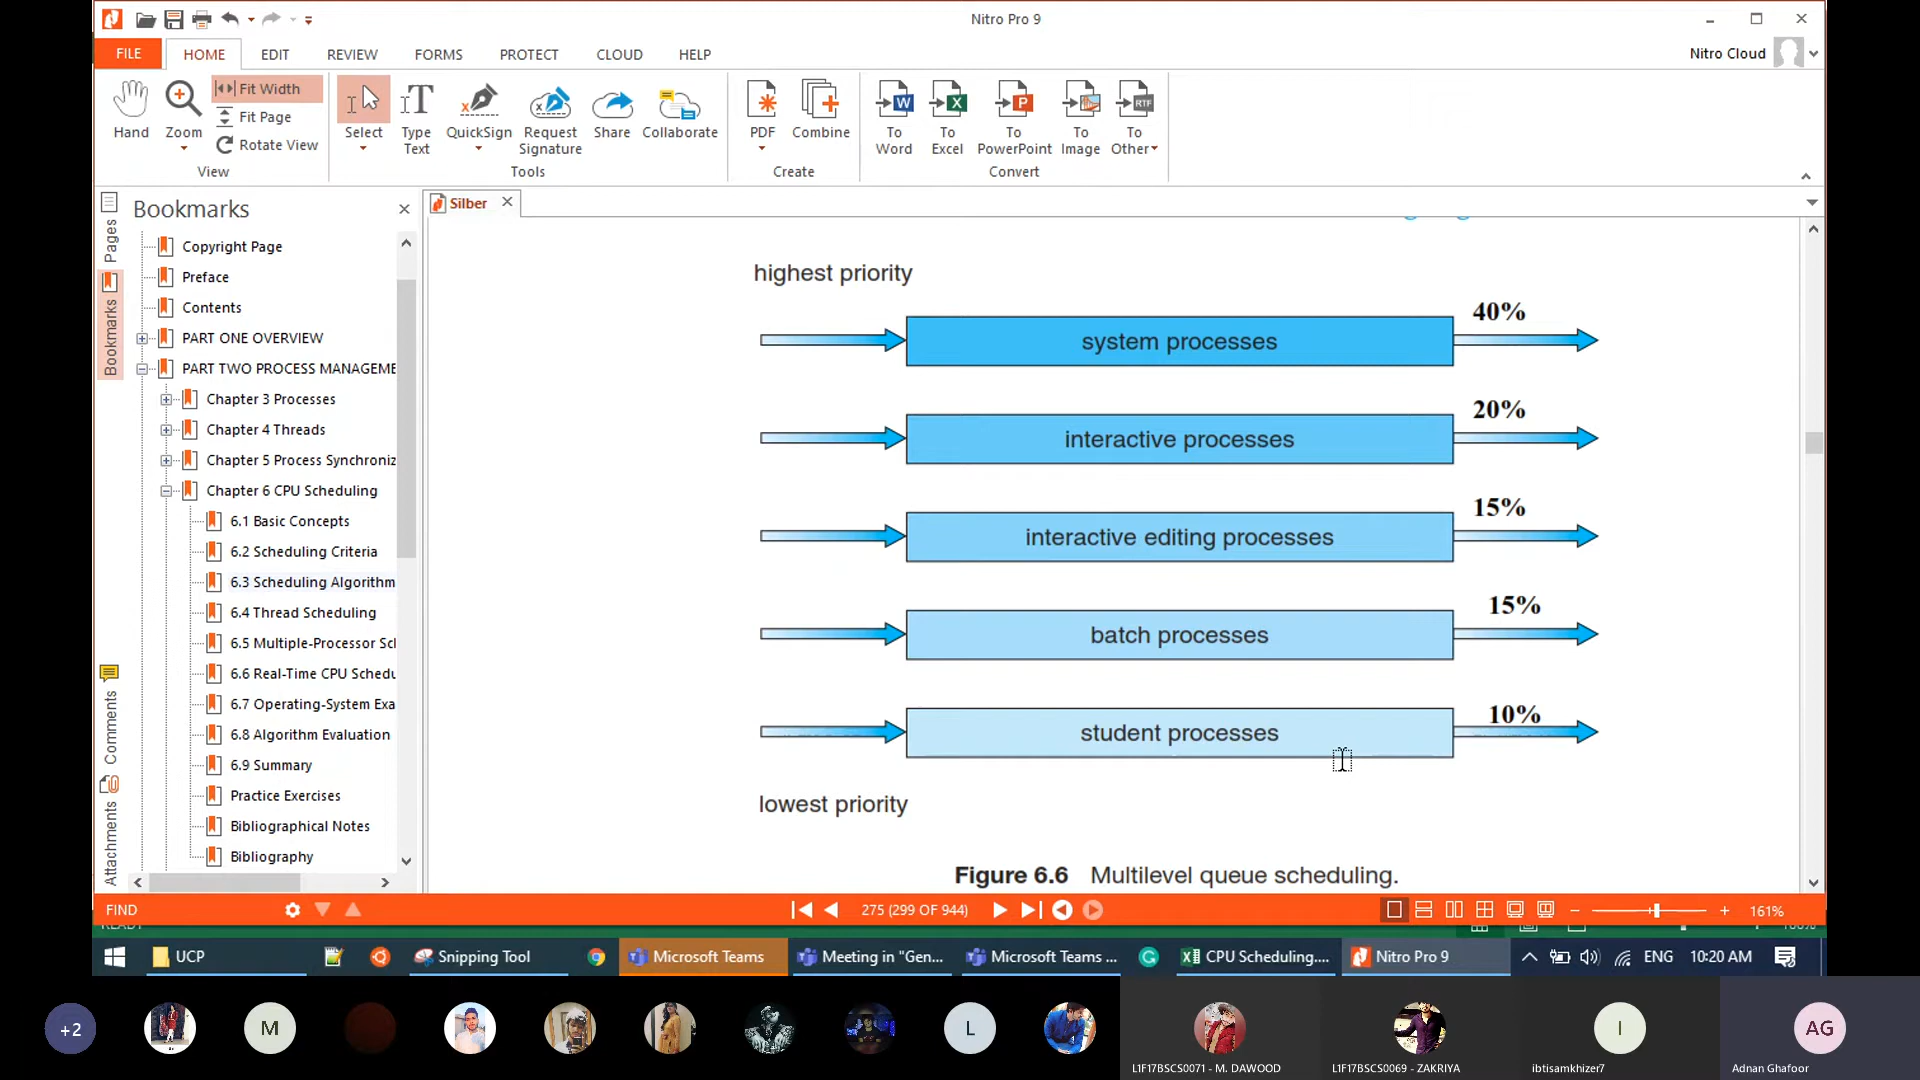 Nitro Pro 9
FILE HOME EDIT REVIEW FORMS PROTECT CLOUD HELP
Nitro Cloud
Hand
Zoom
Fit Width
Fit Page
Rotate View
View
Select
Type Text
QuickSign
Request Signature
Share
Collaborate
Tools
PDF
Combine
Create
To Word
To Excel
To PowerPoint
To Image
To Other
Convert
Pages
Bookmarks
Comments
Attachments
Bookmarks
Copyright Page
Preface
Contents
PART ONE OVERVIEW
PART TWO PROCESS MANAGEME
Chapter 3 Processes
Chapter 4 Threads
Chapter 5 Process Synchroniz
Chapter 6 CPU Scheduling
6.1 Basic Concepts
6.2 Scheduling Criteria
6.3 Scheduling Algorithm
6.4 Thread Scheduling
6.5 Multiple-Processor Scl
6.6 Real-Time CPU Schedu
6.7 Operating-System Exa
6.8 Algorithm Evaluation
6.9 Summary
Practice Exercises
Bibliographical Notes
Bibliography
Silber
highest priority
system processes 40%
interactive processes 20%
interactive editing processes 15%
batch processes 15%
student processes 10%
lowest priority
Figure 6.6 Multilevel queue scheduling.
FIND
275 (299 OF 944)
161%
UCP
Snipping Tool
Microsoft Teams
Meeting in "Gen...
Microsoft Teams ...
CPU Scheduling....
Nitro Pro 9
ENG
10:20 AM
+2
M
L
L1F17BSCS0071 - M. DAWOOD
L1F17BSCS0069 - ZAKRIYA
I
ibtisamkhizer7
AG
Adnan Ghafoor